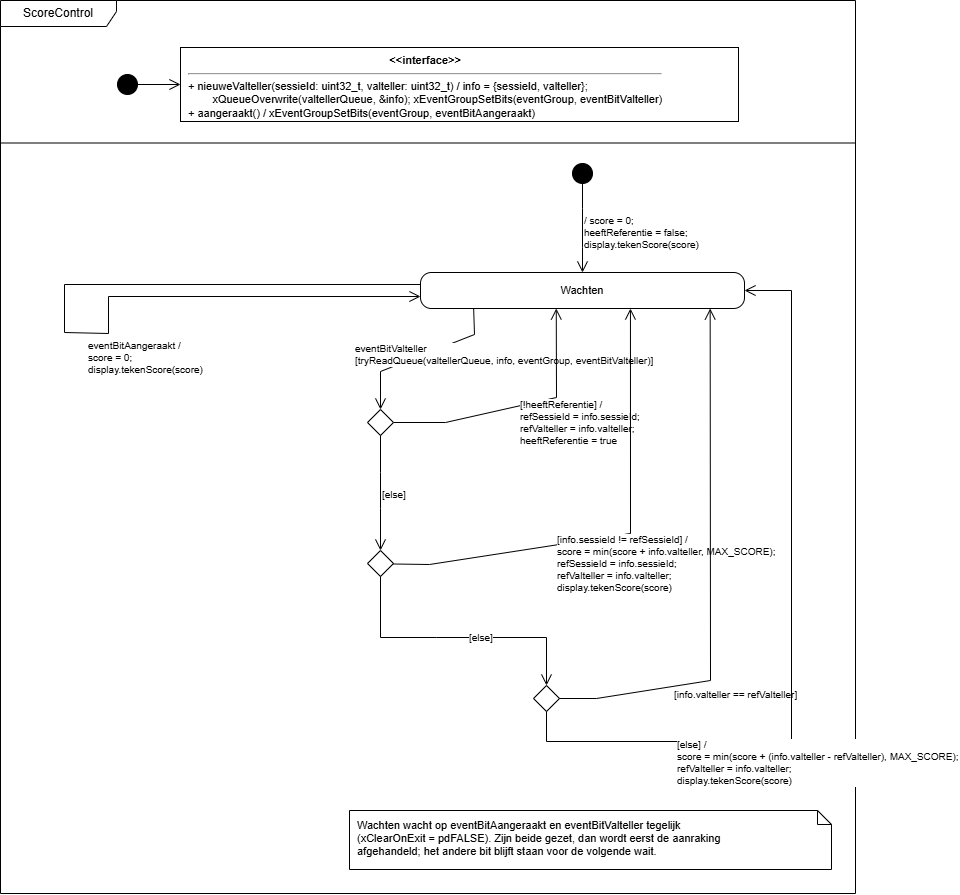 ScoreControl
<<interface>>
+ nieuweValteller(sessieId: uint32_t, valteller: uint32_t) / info = {sessieId, valteller};
xQueueOverwrite(valtellerQueue, &info); xEventGroupSetBits(eventGroup, eventBitValteller)
+ aangeraakt() / xEventGroupSetBits(eventGroup, eventBitAangeraakt)
/ score = 0;
heeftReferentie = false;
display.tekenScore(score)
Wachten
eventBitAangeraakt /
score = 0;
display.tekenScore(score)
eventBitValteller
[tryReadQueue(valtellerQueue, info, eventGroup, eventBitValteller)]
[!heeftReferentie] /
refSessieId = info.sessieId;
refValteller = info.valteller;
heeftReferentie = true
[else]
[info.sessieId != refSessieId] /
score = min(score + info.valteller, MAX_SCORE);
refSessieId = info.sessieId;
refValteller = info.valteller;
display.tekenScore(score)
[else]
[info.valteller == refValteller]
[else] /
score = min(score + (info.valteller - refValteller), MAX_SCORE);
refValteller = info.valteller;
display.tekenScore(score)
Wachten wacht op eventBitAangeraakt en eventBitValteller tegelijk
(xClearOnExit = pdFALSE). Zijn beide gezet, dan wordt eerst de aanraking
afgehandeld; het andere bit blijft staan voor de volgende wait.